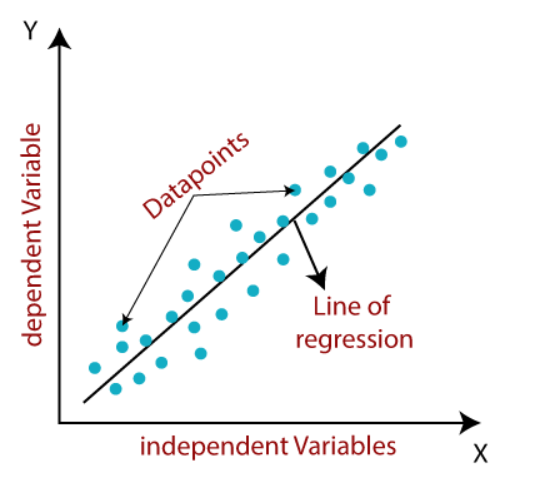 Y
dependent Variable
Datapoints
Line of
regression
independent Variables
X